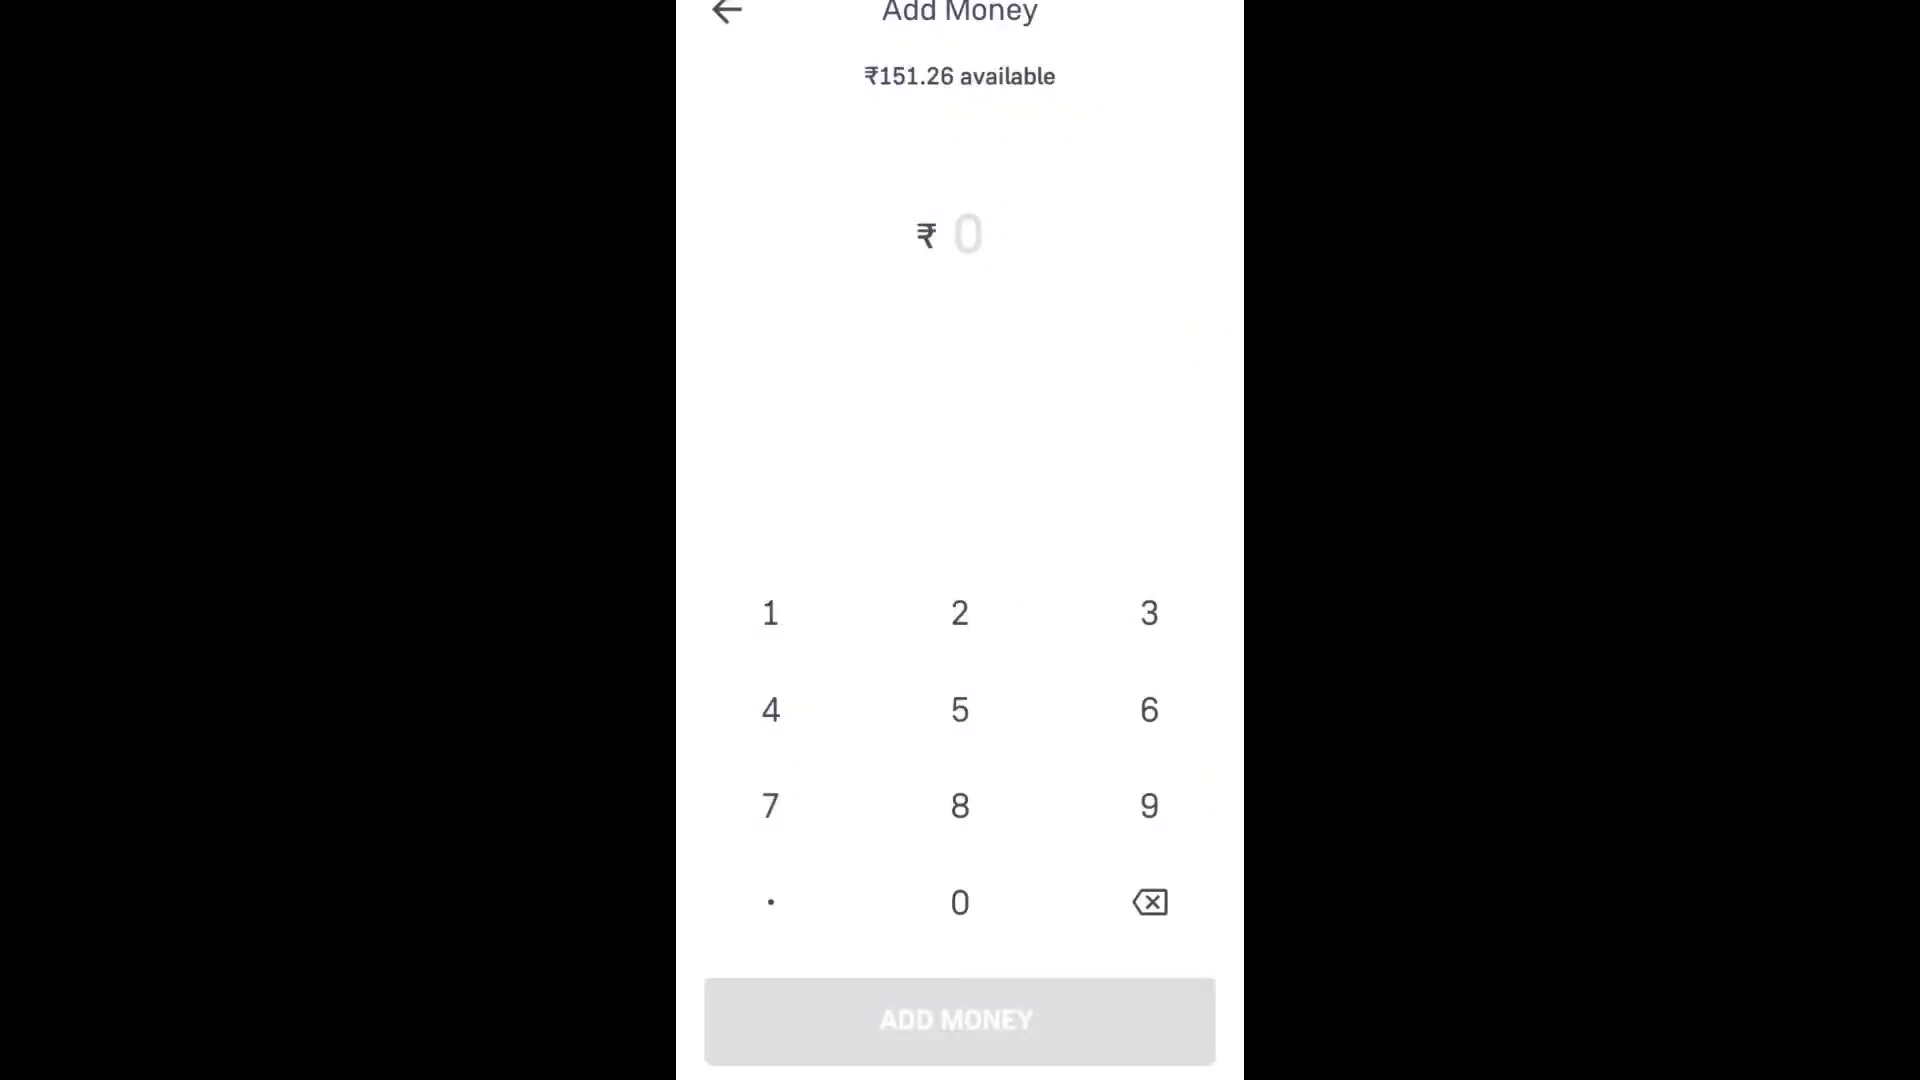 Add Money
₹151.26 available
₹ 0
1 2 3
4 5 6
7 8 9
. 0
ADD MONEY